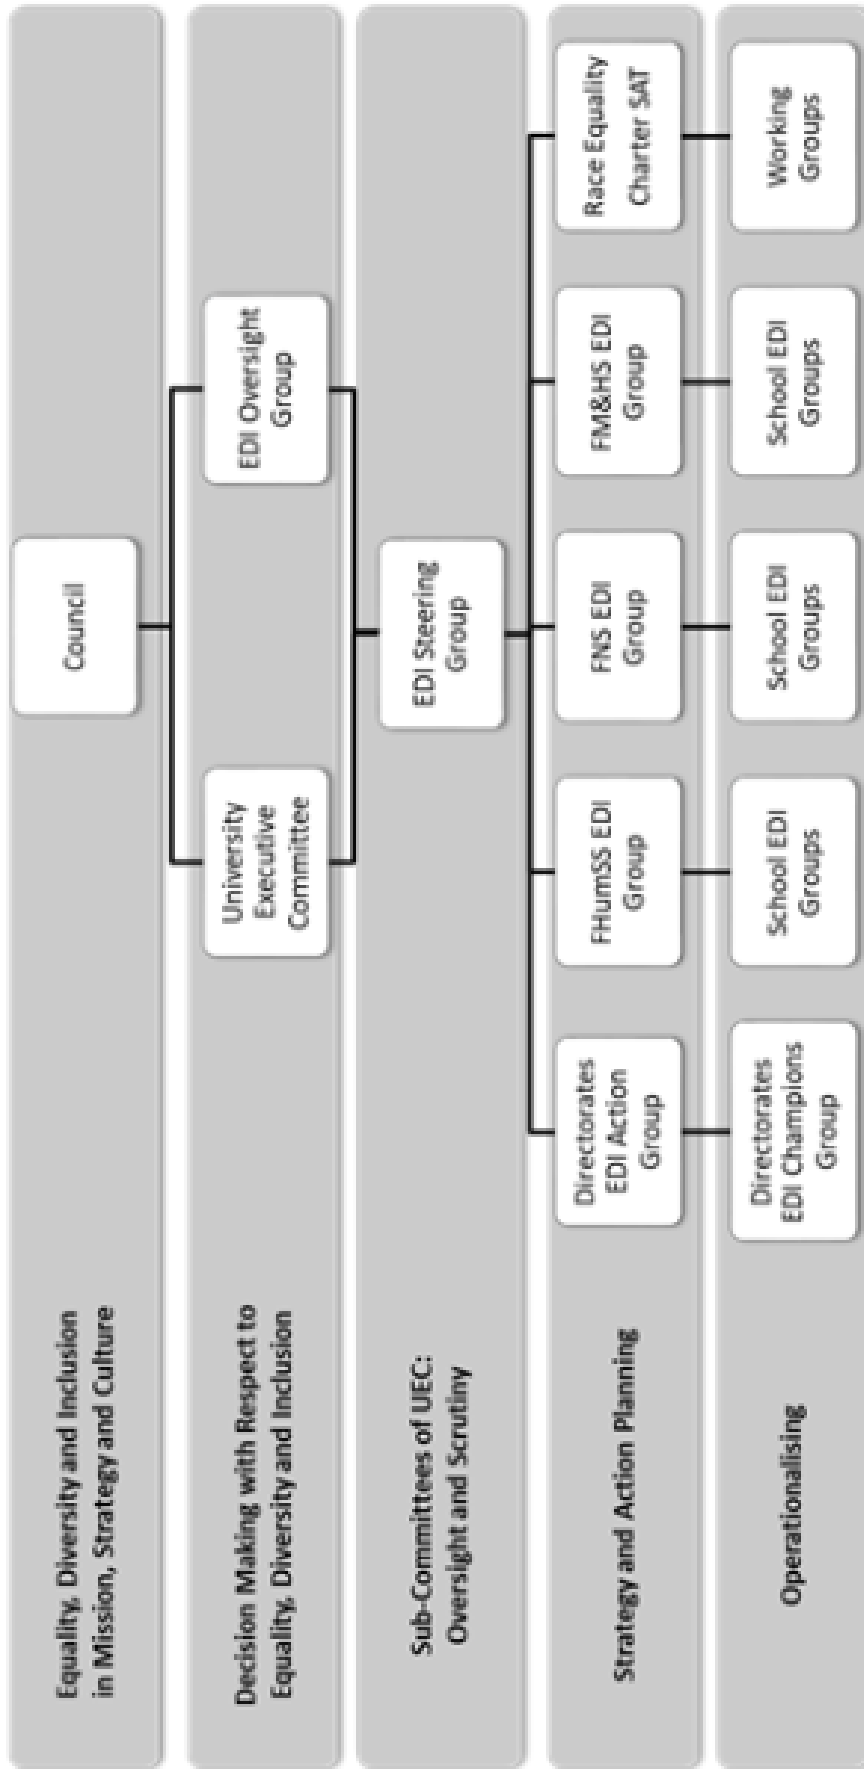 Equality, Diversity and Inclusion
in Mission, Strategy and Culture
Council
Decision Making with Respect to
Equality, Diversity and Inclusion
University
Executive
Committee
EDI Oversight
Group
Sub-Committees of UEC:
Oversight and Scrutiny
EDI Steering
Group
Strategy and Action Planning
Directorates
EDI Action
Group
FHumSS EDI
Group
FNS EDI
Group
FM&HS EDI
Group
Race Equality
Charter SAT
Operationalising
Directorates
EDI Champions
Group
School EDI
Groups
School EDI
Groups
School EDI
Groups
Working
Groups